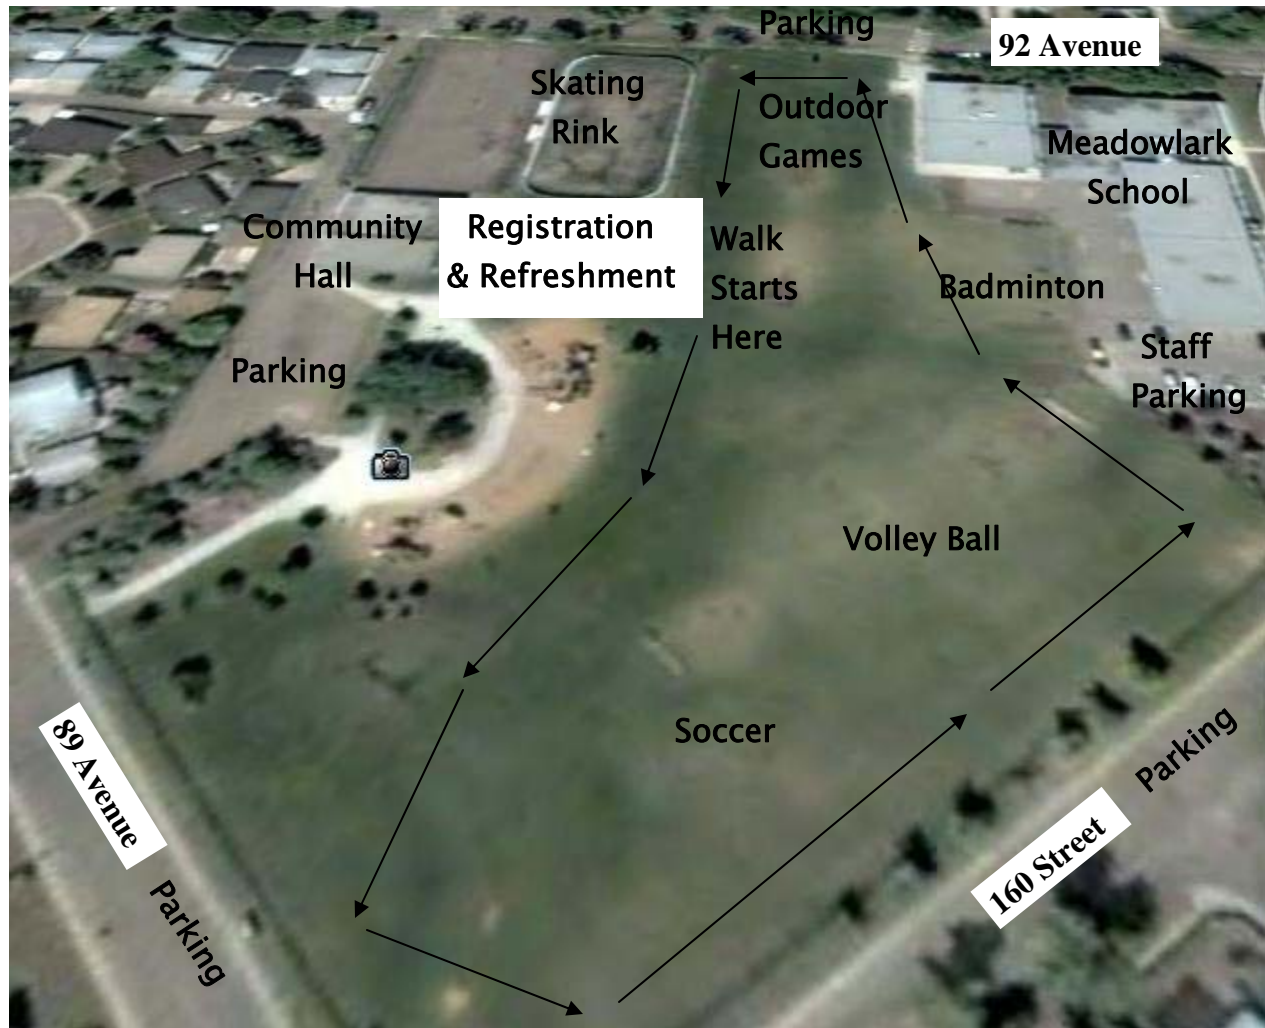 Parking
92 Avenue
Skating
Rink
Outdoor
Games
Meadowlark
School
Community
Hall
Registration
& Refreshment
Walk
Starts
Here
Badminton
Staff
Parking
Parking
Volley Ball
Soccer
89 Avenue
Parking
160 Street
Parking